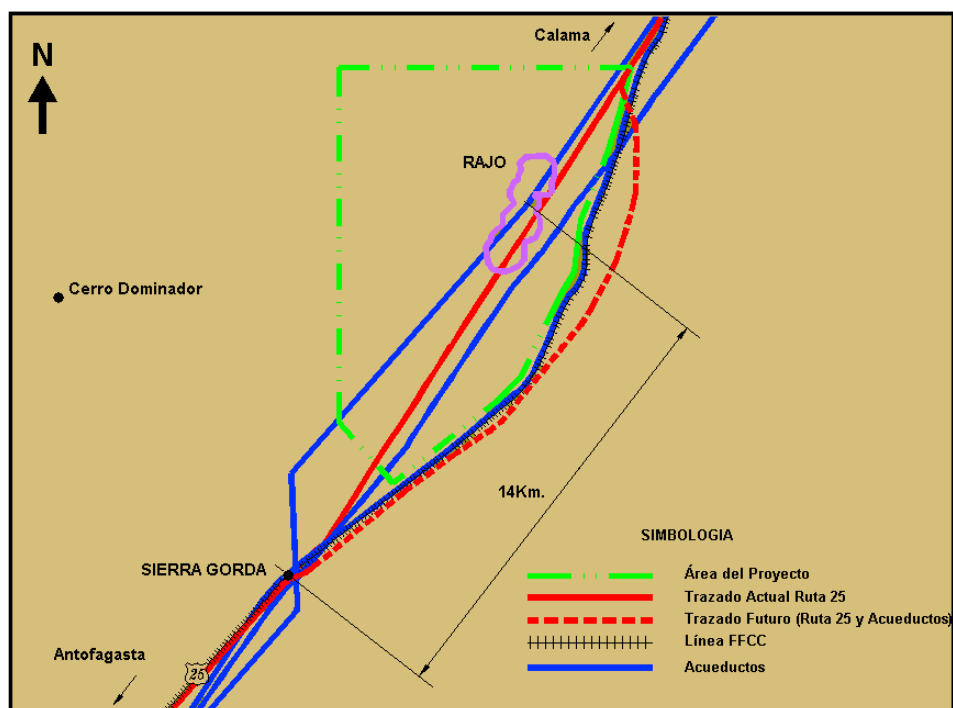 Calama
N
RAJO
Cerro Dominador
14Km.
SIMBOLOGIA
SIERRA GORDA
Área del Proyecto
Trazado Actual Ruta 25
Trazado Futuro (Ruta 25 y Acueductos)
Línea FFCC
Antofagasta
25
Acueductos